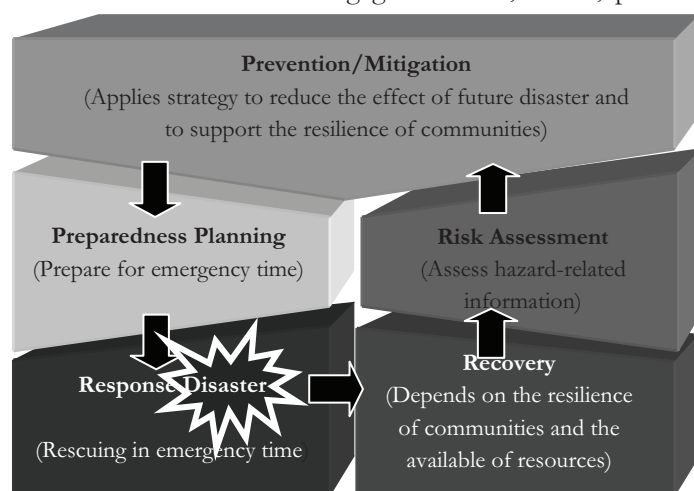 Prevention/Mitigation
(Applies strategy to reduce the effect of future disaster and
to support the resilience of communities)
Preparedness Planning
(Prepare for emergency time)
Response Disaster
(Rescuing in emergency time)
Recovery
(Depends on the resilience
of communities and the
available of resources)
Risk Assessment
(Assess hazard-related
information)